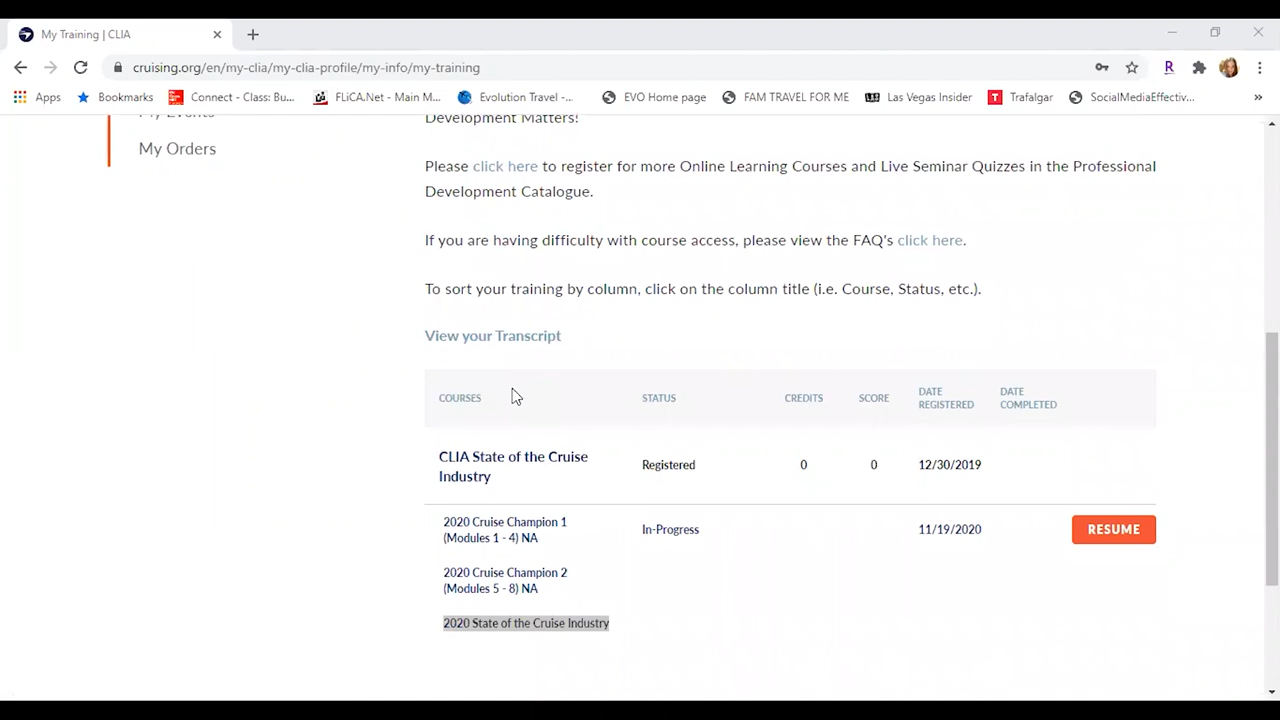 My Training | CLIA
cruising.org/en/my-clia/my-clia-profile/my-info/my-training
R
Apps
Bookmarks
Connect - Class: Bu...
FLiCA.Net - Main M...
Evolution Travel -...
EVO Home page
FAM TRAVEL FOR ME
Las Vegas Insider
T Trafalgar
SocialMediaEffectiv...
»
My Events
My Orders
Development Matters!
Please click here to register for more Online Learning Courses and Live Seminar Quizzes in the Professional
Development Catalogue.
If you are having difficulty with course access, please view the FAQ's click here.
To sort your training by column, click on the column title (i.e. Course, Status, etc.).
View your Transcript
COURSES STATUS CREDITS SCORE DATE REGISTERED DATE COMPLETED
CLIA State of the Cruise
Industry
Registered 0 0 12/30/2019
2020 Cruise Champion 1
(Modules 1 - 4) NA
In-Progress 11/19/2020 RESUME
2020 Cruise Champion 2
(Modules 5 - 8) NA
2020 State of the Cruise Industry